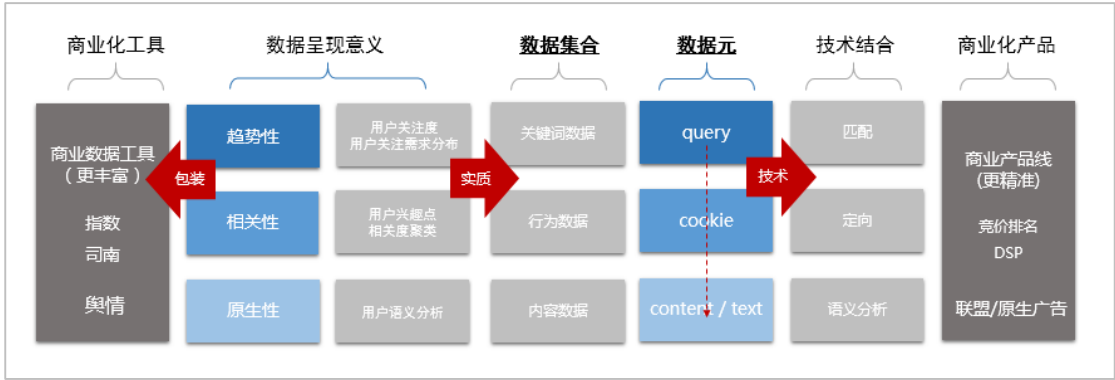 商业化工具
数据呈现意义
数据集合
数据元
技术结合
商业化产品
商业数据工具
（更丰富）
指数
司南
舆情
包装
趋势性
相关性
原生性
用户关注度
用户关注需求分布
用户兴趣点
相关度聚类
用户语义分析
实质
关键词数据
行为数据
内容数据
query
cookie
content / text
技术
匹配
定向
语义分析
商业产品线
(更精准)
竞价排名
DSP
联盟/原生广告